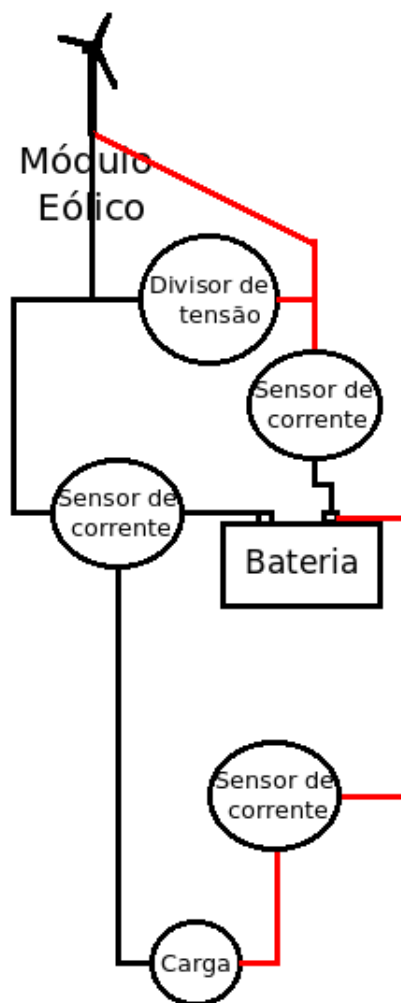 Módulo
Eólico
Divisor de
tensão
Sensor de
corrente
Sensor de
corrente
Bateria
Sensor de
corrente
Carga